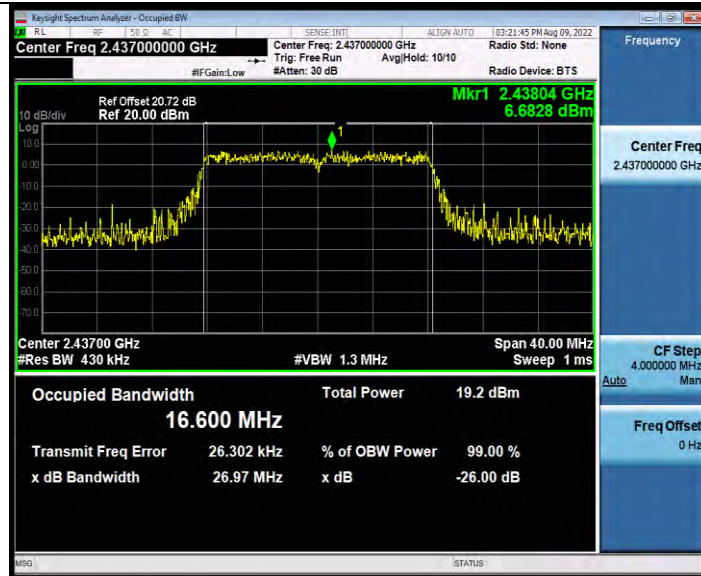 Keysight Spectrum Analyzer - Occupied BW
LXI RL RF 50 Ω AC SENSE:INT ALIGN AUTO 03:21:45 PM Aug 09, 2022
Center Freq 2.437000000 GHz
Center Freq: 2.437000000 GHz
Radio Std: None
Trig: Free Run Avg|Hold: 10/10
#IFGain:Low
#Atten: 30 dB
Radio Device: BTS
Ref Offset 20.72 dB
Mkr1 2.43804 GHz
10 dB/div
Ref 20.00 dBm
6.6828 dBm
Log
1
10.0
0.00
-10.0
-20.0
-30.0
-40.0
-50.0
-60.0
-70.0
Center 2.43700 GHz
Span 40.00 MHz
#Res BW 430 kHz
#VBW 1.3 MHz
Sweep 1 ms
Occupied Bandwidth
Total Power 19.2 dBm
16.600 MHz
Transmit Freq Error 26.302 kHz
% of OBW Power 99.00 %
x dB Bandwidth 26.97 MHz
x dB -26.00 dB
MSG
STATUS
Frequency
Center Freq
2.437000000 GHz
CF Step
4.000000 MHz
Auto Man
Freq Offset
0 Hz